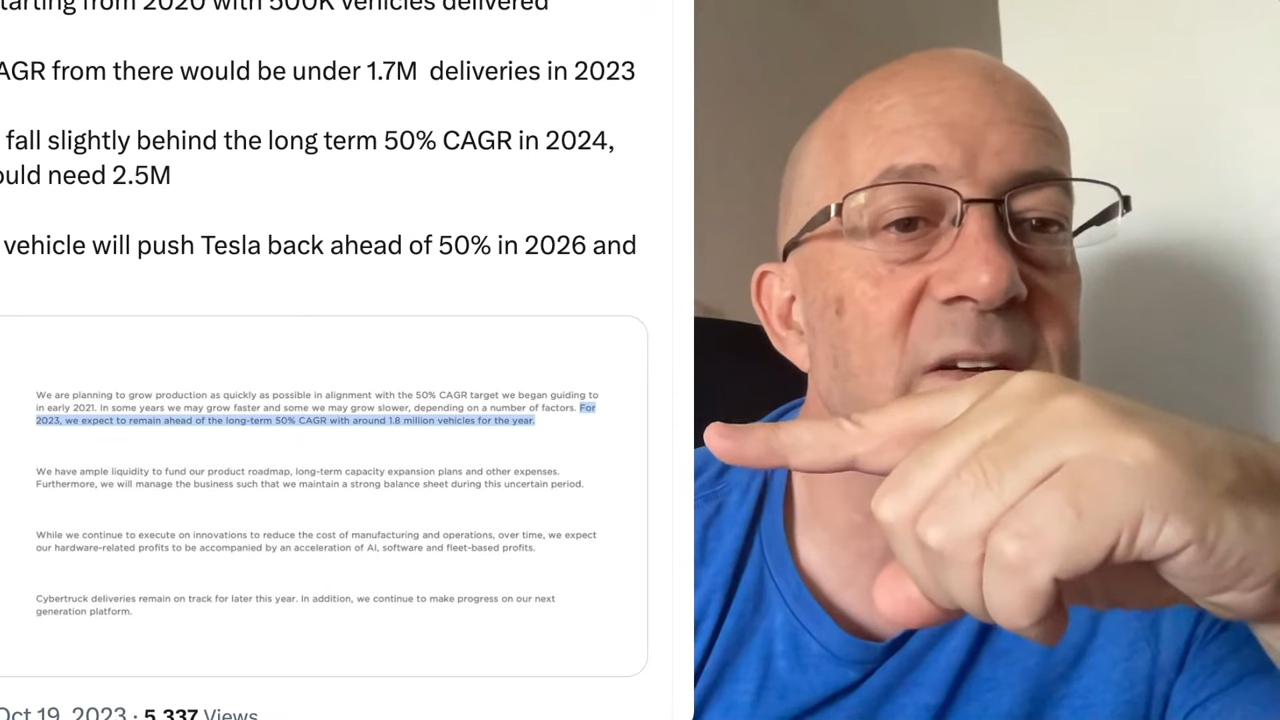 tarting from 2020 with 500K vehicles delivered
AGR from there would be under 1.7M deliveries in 2023
fall slightly behind the long term 50% CAGR in 2024,
ould need 2.5M
vehicle will push Tesla back ahead of 50% in 2026 and
We are planning to grow production as quickly as possible in alignment with the 50% CAGR target we began guiding to
in early 2021. In some years we may grow faster and some we may grow slower, depending on a number of factors. For
2023, we expect to remain ahead of the long-term 50% CAGR with around 1.8 million vehicles for the year.
We have ample liquidity to fund our product roadmap, long-term capacity expansion plans and other expenses.
Furthermore, we will manage the business such that we maintain a strong balance sheet during this uncertain period.
While we continue to execute on innovations to reduce the cost of manufacturing and operations, over time, we expect
our hardware-related profits to be accompanied by an acceleration of AI, software and fleet-based profits.
Cybertruck deliveries remain on track for later this year. In addition, we continue to make progress on our next
generation platform.
Oct 19, 2023 · 5,337 Views